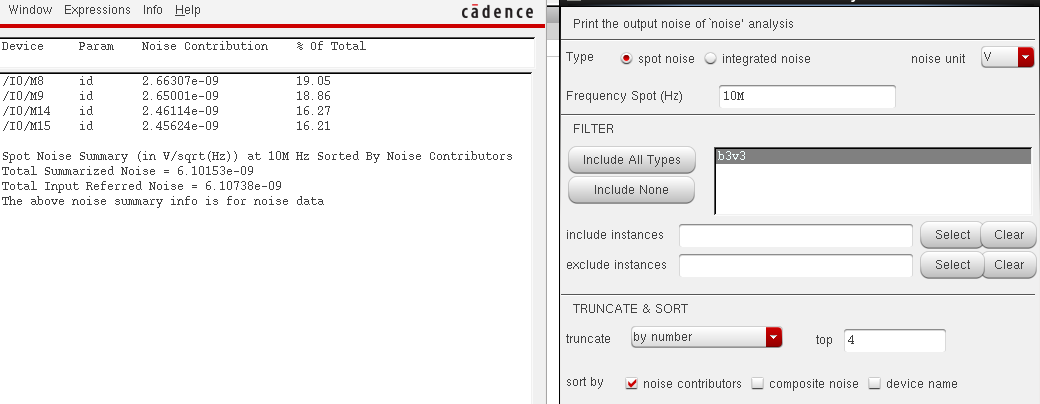 Window Expressions Info Help
cādence
Device Param Noise Contribution % Of Total
/I0/M8 id 2.66307e-09 19.05
/I0/M9 id 2.65001e-09 18.86
/I0/M14 id 2.46114e-09 16.27
/I0/M15 id 2.45624e-09 16.21
Spot Noise Summary (in V/sqrt(Hz)) at 10M Hz Sorted By Noise Contributors
Total Summarized Noise = 6.10153e-09
Total Input Referred Noise = 6.10738e-09
The above noise summary info is for noise data
Print the output noise of `noise' analysis
Type spot noise integrated noise noise unit V
Frequency Spot (Hz) 10M
FILTER
Include All Types
b3v3
Include None
include instances Select Clear
exclude instances Select Clear
TRUNCATE & SORT
truncate by number top 4
sort by noise contributors composite noise device name